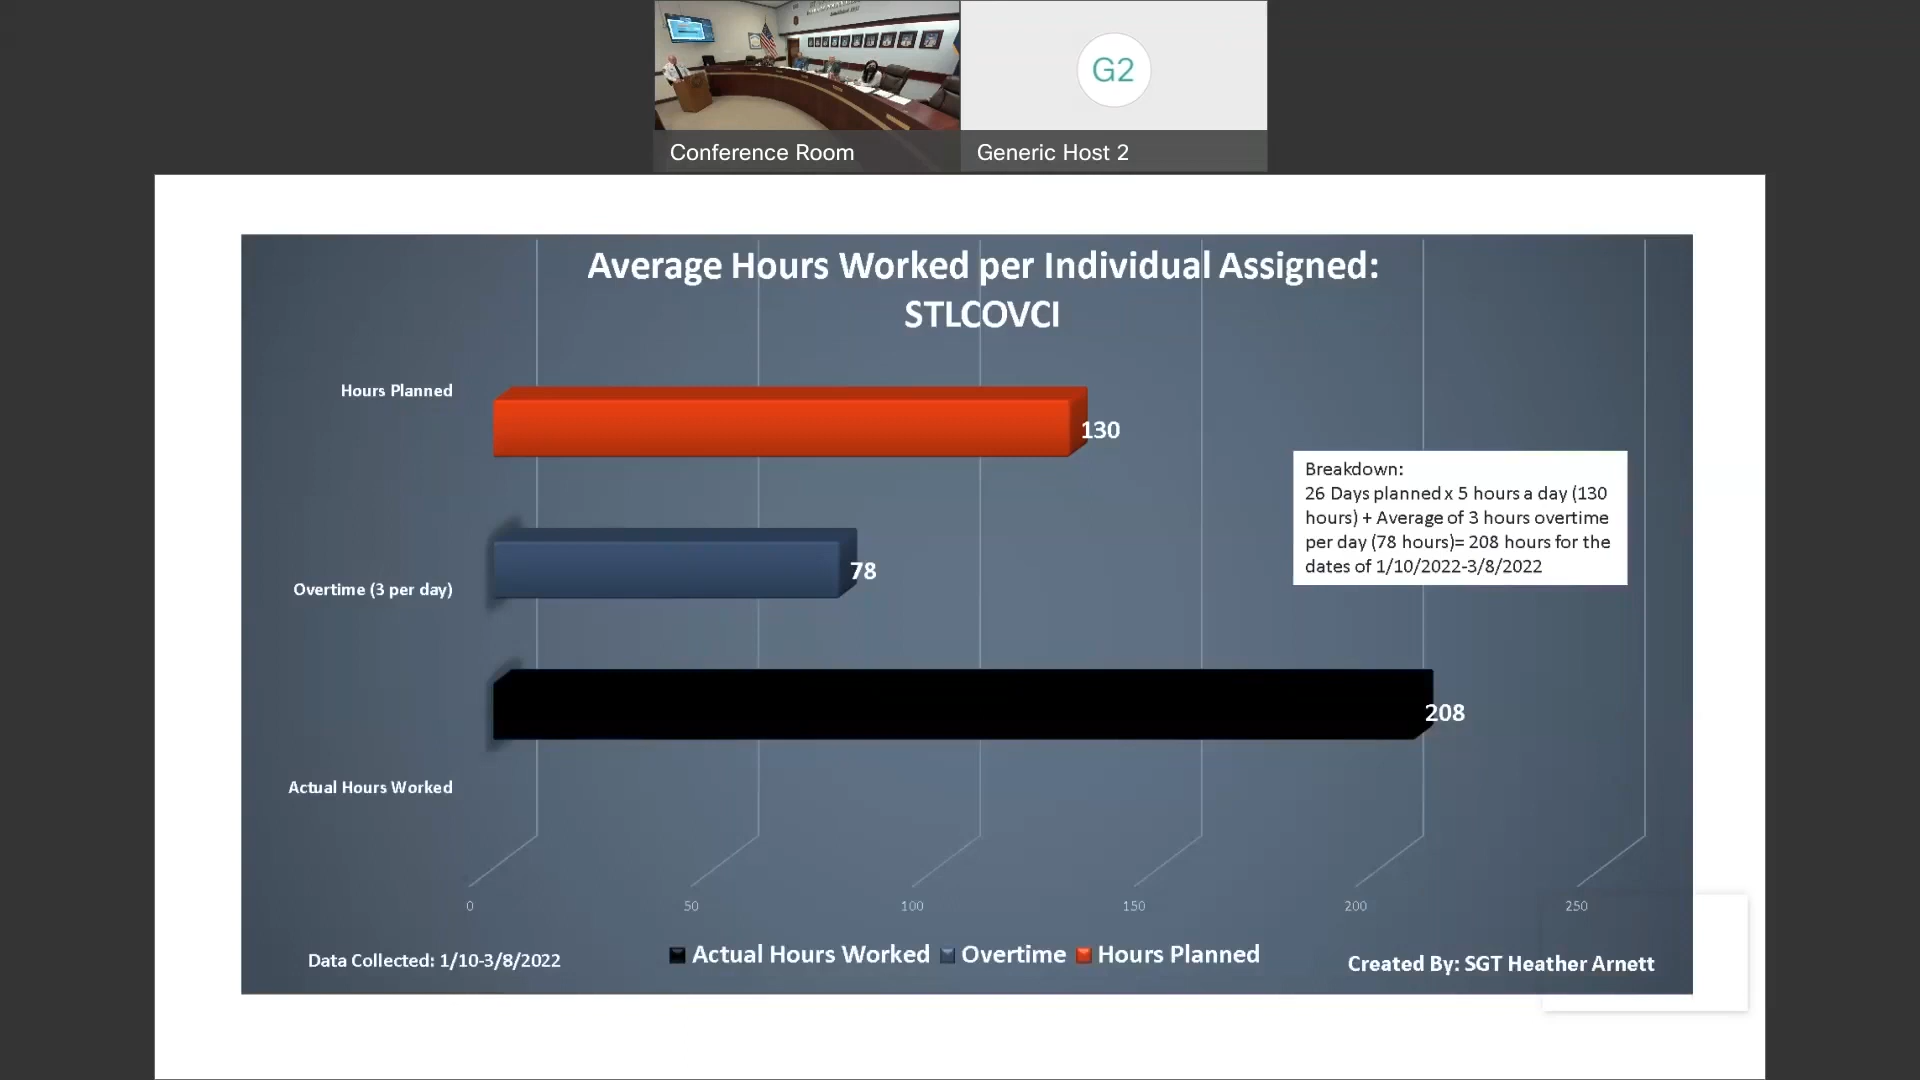 G2
Conference Room
Generic Host 2
Average Hours Worked per Individual Assigned:
STLCOVCI
Hours Planned
130
Breakdown:
26 Days planned x 5 hours a day (130
hours) + Average of 3 hours overtime
per day (78 hours)= 208 hours for the
dates of 1/10/2022-3/8/2022
Overtime (3 per day)
78
208
Actual Hours Worked
0 50 100 150 200 250
Actual Hours Worked Overtime Hours Planned
Data Collected: 1/10-3/8/2022
Created By: SGT Heather Arnett